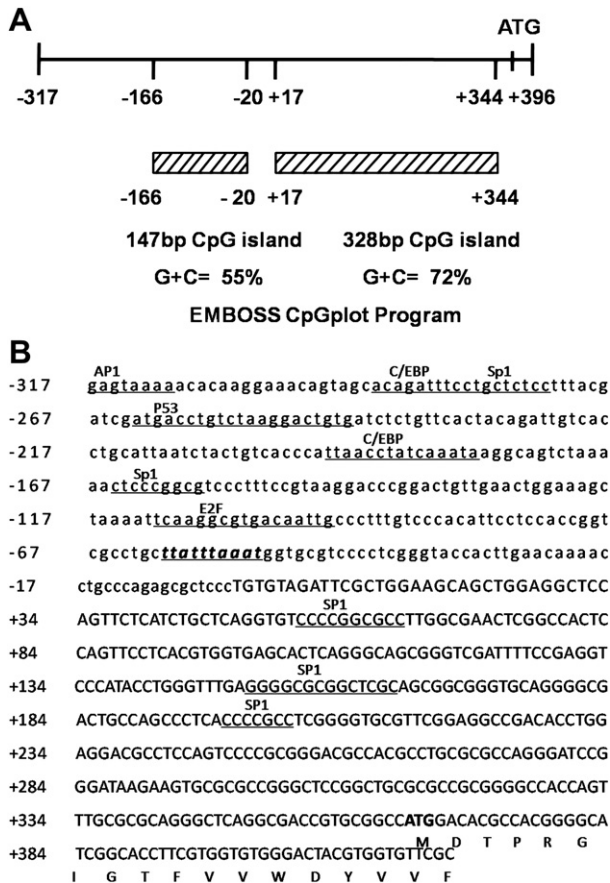 A
ATG
-317 -166 -20 +17 +344 +396
-166 - 20 +17 +344
147bp CpG island 328bp CpG island
G+C= 55% G+C= 72%
EMBOSS CpGplot Program
B
AP1 C/EBP Sp1
-317 gagtaaaaacacaaggaaacagtagcacagatttcctgctctcctttacg
P53
-267 atcgatgacctgtctaaggactgtgatctctgttcactacagattgtcac
C/EBP
-217 ctgcattaatctactgtcacccattaacctatcaaataaggcagtctaaa
Sp1
-167 aactcccggcgtccctttccgtaaggacccggactgttgaactggaaagc
E2F
-117 taaaattcaaggcgtgacaattgccctttgtcccacattcctccaccggt
-67 cgcctgcttatttaaatggtgcgtcccctcgggtaccacttgaacaaaac
-17 ctgcccagagcgctcccTGTGTAGATTCGCTGGAAGCAGCTGGAGGCTCC
SP1
+34 AGTTCTCATCTGCTCAGGTGTCCCCGGCGCCTTGGCGAACTCGGCCACTC
+84 CAGTTCCTCACGTGGTGAGCACTCAGGGCAGCGGGTCGATTTTCCGAGGT
SP1
+134 CCCATACCTGGGTTTGAGGGGCGCGGCTCGCAGCGGCGGGTGCAGGGGCG
SP1
+184 ACTGCCAGCCCTCACCCCGCCTCGGGGTGCGTTCGGAGGCCGACACCTGG
+234 AGGACGCCTCCAGTCCCCGCGGGACGCCACGCCTGCGCGCCAGGGATCCG
+284 GGATAAGAAGTGCGCGCCGGGCTCCGGCTGCGCGCCGCGGGGCCACCAGT
+334 TTGCGCGCAGGGCTCAGGCGACCGTGCGGCCATGGACACGCCACGGGGCA
M D T P R G
+384 TCGGCACCTTCGTGGTGTGGGACTACGTGGTGTTCGC
I G T F V V W D Y V V F